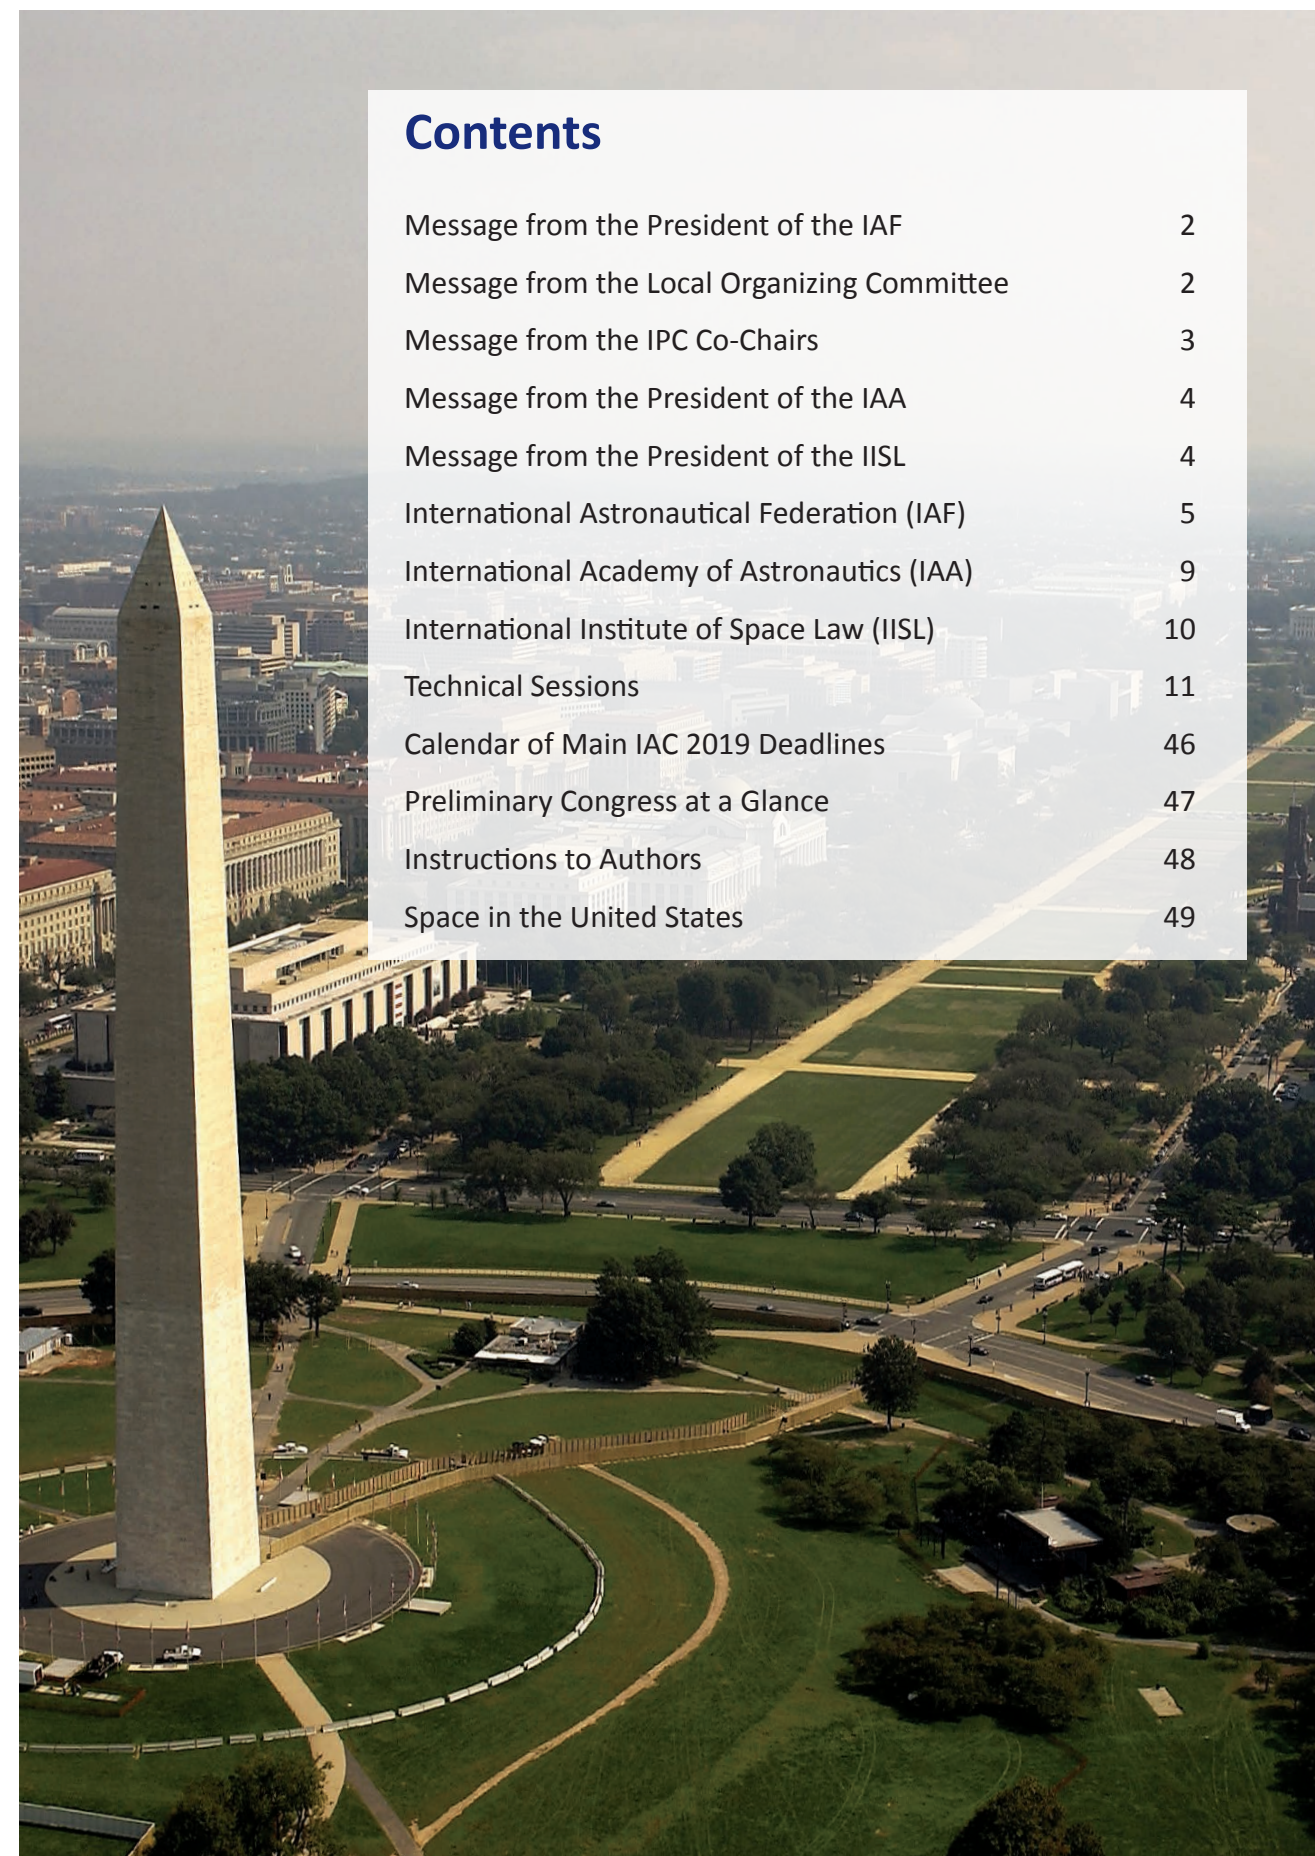 Contents
Message from the President of the IAF 2
Message from the Local Organizing Committee 2
Message from the IPC Co-Chairs 3
Message from the President of the IAA 4
Message from the President of the IISL 4
International Astronautical Federation (IAF) 5
International Academy of Astronautics (IAA) 9
International Institute of Space Law (IISL) 10
Technical Sessions 11
Calendar of Main IAC 2019 Deadlines 46
Preliminary Congress at a Glance 47
Instructions to Authors 48
Space in the United States 49